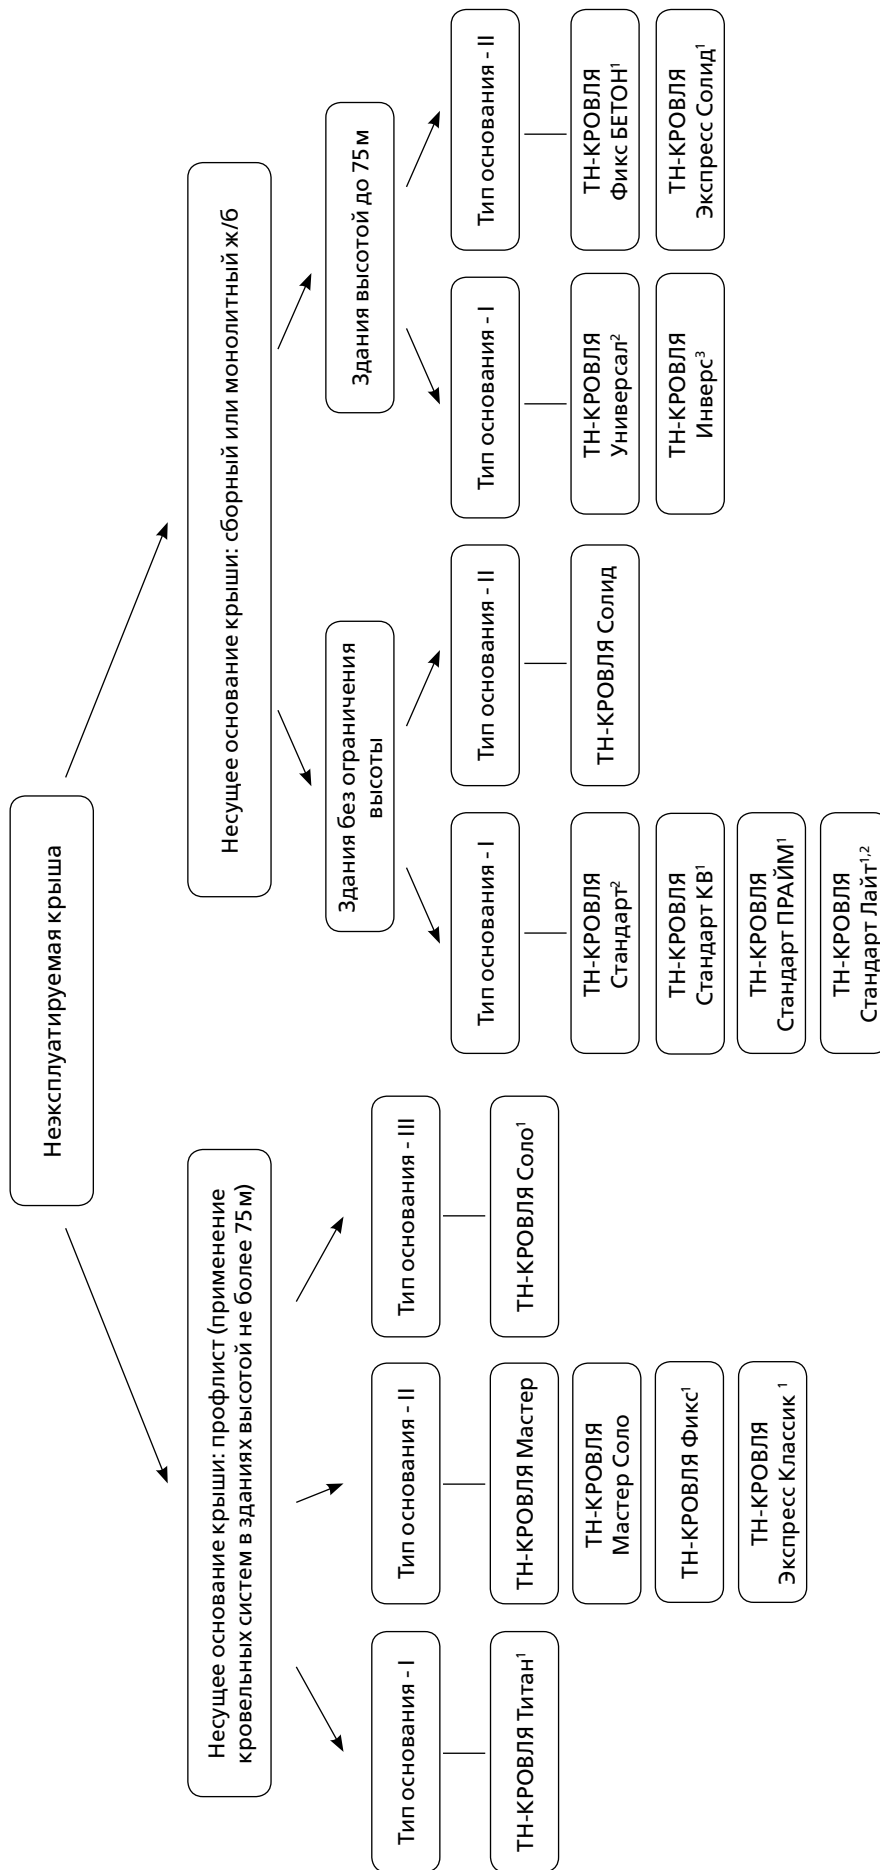 Неэксплуатируемая крыша
Несущее основание крыши: профлист (применение
кровельных систем в зданиях высотой не более 75 м)
Тип основания - I
ТН-КРОВЛЯ Титан¹
Тип основания - II
ТН-КРОВЛЯ Мастер
ТН-КРОВЛЯ
Мастер Соло
ТН-КРОВЛЯ Фикс¹
ТН-КРОВЛЯ
Экспресс Классик ¹
Тип основания - III
ТН-КРОВЛЯ Соло¹
Несущее основание крыши: сборный или монолитный ж/б
Здания без ограничения
высоты
Тип основания - I
ТН-КРОВЛЯ
Стандарт²
ТН-КРОВЛЯ
Стандарт КВ¹
ТН-КРОВЛЯ
Стандарт ПРАЙМ¹
ТН-КРОВЛЯ
Стандарт Лайт¹,²
Тип основания - II
ТН-КРОВЛЯ Солид
Здания высотой до 75 м
Тип основания - I
ТН-КРОВЛЯ
Универсал²
ТН-КРОВЛЯ
Инверс³
Тип основания - II
ТН-КРОВЛЯ
Фикс БЕТОН¹
ТН-КРОВЛЯ
Экспресс Солид¹